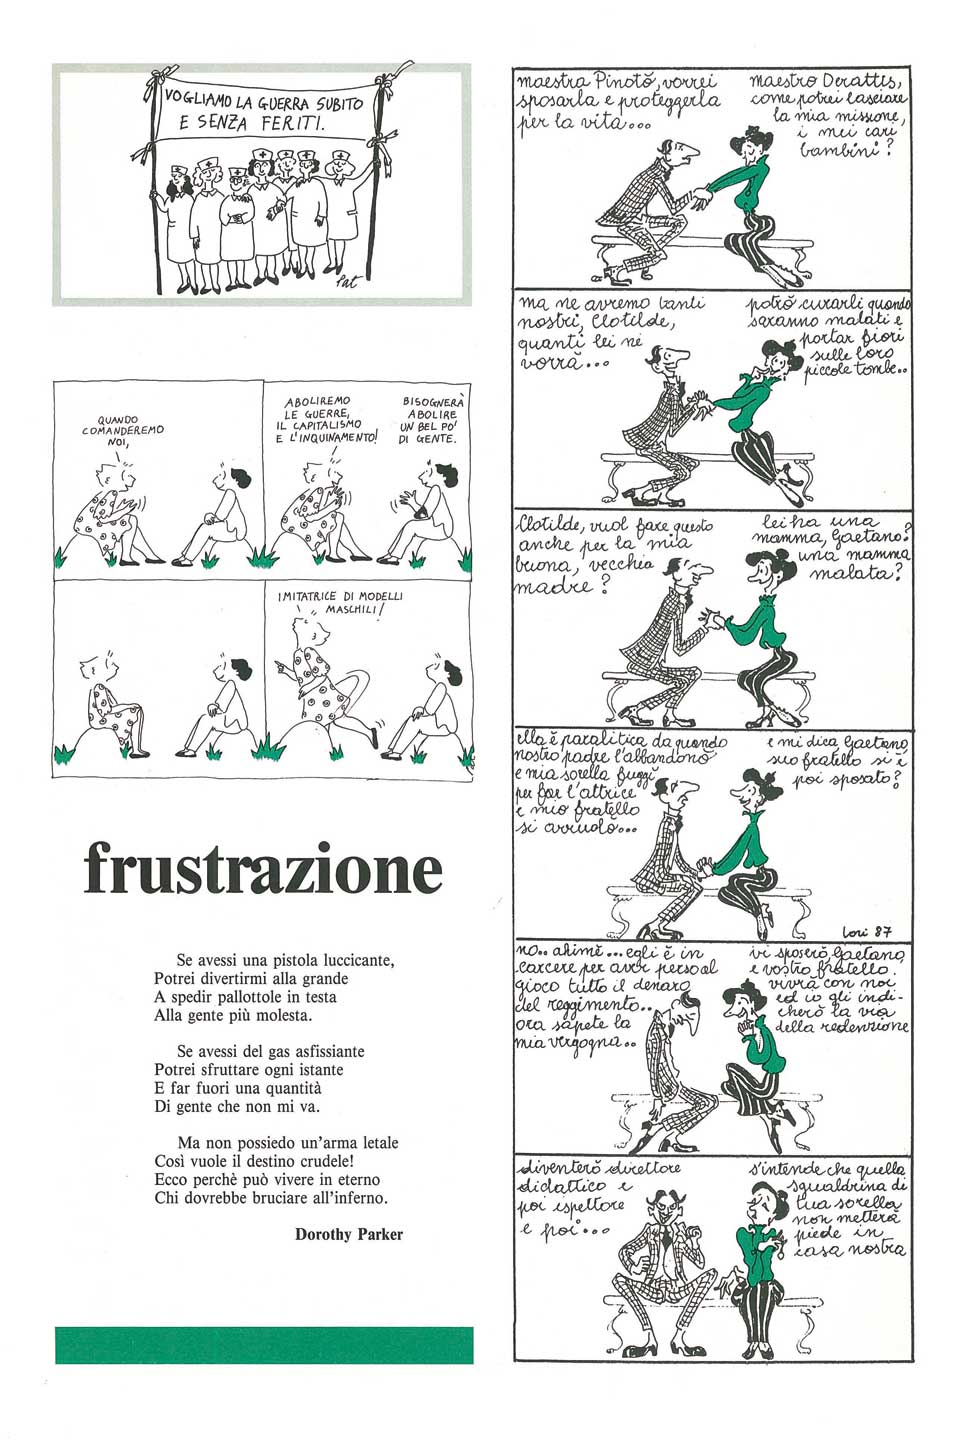 VOGLIAMO LA GUERRA SUBITO
E SENZA FERITI.
Pat
QUANDO
COMANDEREMO
NOI,
ABOLIREMO
LE GUERRE,
IL CAPITALISMO
E L'INQUINAMENTO!
BISOGNERÀ
ABOLIRE
UN BEL PO'
DI GENTE.
IMITATRICE DI MODELLI
MASCHILI!
frustrazione
Se avessi una pistola luccicante,
Potrei divertirmi alla grande
A spedir pallottole in testa
Alla gente più molesta.
Se avessi del gas asfissiante
Potrei sfruttare ogni istante
E far fuori una quantità
Di gente che non mi va.
Ma non possiedo un'arma letale
Così vuole il destino crudele!
Ecco perchè può vivere in eterno
Chi dovrebbe bruciare all'inferno.
Dorothy Parker
maestra Pinotò, vorrei
sposarla e proteggerla
per la vita...
maestro Derattis,
come potrei lasciare
la mia missione,
i mei cari
bambini?
ma ne avremo tanti
nostri, Clotilde,
quanti lei ne
vorrà...
potrò curarli quando
saranno malati e
portar fiori
sulle loro
piccole tombe..
Clotilde, vuol fare questo
anche per la mia
buona, vecchia
madre?
lei ha una
mamma, Gaetano?
una mamma
malata?
ella è paralitica da quando
nostro padre l'abbandonò
e mia sorella fuggì
per far l'attrice
e mio fratello
si arruolò...
e mi dica Gaetano,
suo fratello si è
poi sposato?
Lori 87
no.. ahimè... egli è in
carcere per aver perso al
gioco tutto il denaro
del reggimento..
ora sapete la
mia vergogna..
vi sposerò Gaetano,
e vostro fratello.
vivrà con noi
ed io gli indi-
cherò la via
della redenzione
diventerò direttore
didattico e
poi ispettore
e poi...
s'intende che quella
squaldrina di
tua sorella
non metterà
piede in
casa nostra